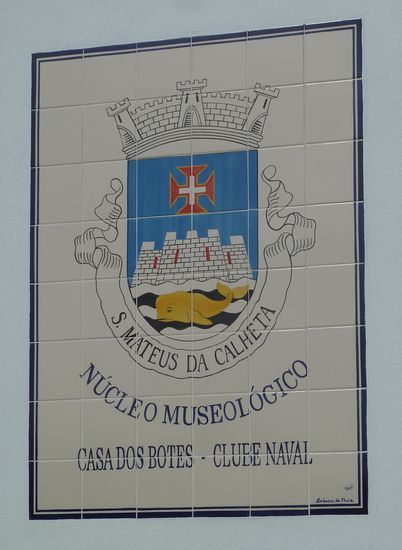 S. MATEUS DA CALHETA
NÚCLEO MUSEOLÓGICO
CASA DOS BOTES - CLUBE NAVAL